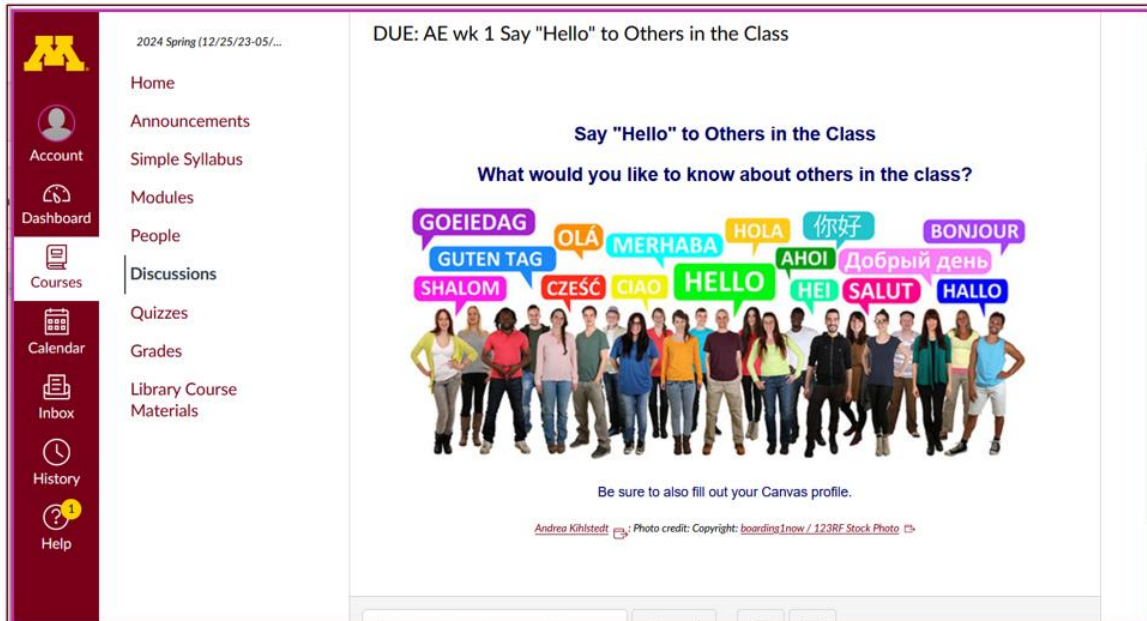 M
2024 Spring (12/25/23-05/...
Account
Dashboard
Courses
Calendar
Inbox
History
1
Help
Home
Announcements
Simple Syllabus
Modules
People
Discussions
Quizzes
Grades
Library Course
Materials
DUE: AE wk 1 Say "Hello" to Others in the Class
Say "Hello" to Others in the Class
What would you like to know about others in the class?
GOEIEDAG
OLÁ
MERHABA
HOLA
你好
BONJOUR
GUTEN TAG
AHOI
Добрый день
SHALOM
CZEŚĆ
CIAO
HELLO
HEI
SALUT
HALLO
Be sure to also fill out your Canvas profile.
Andrea Kihlstedt : Photo credit: Copyright: boarding1now / 123RF Stock Photo